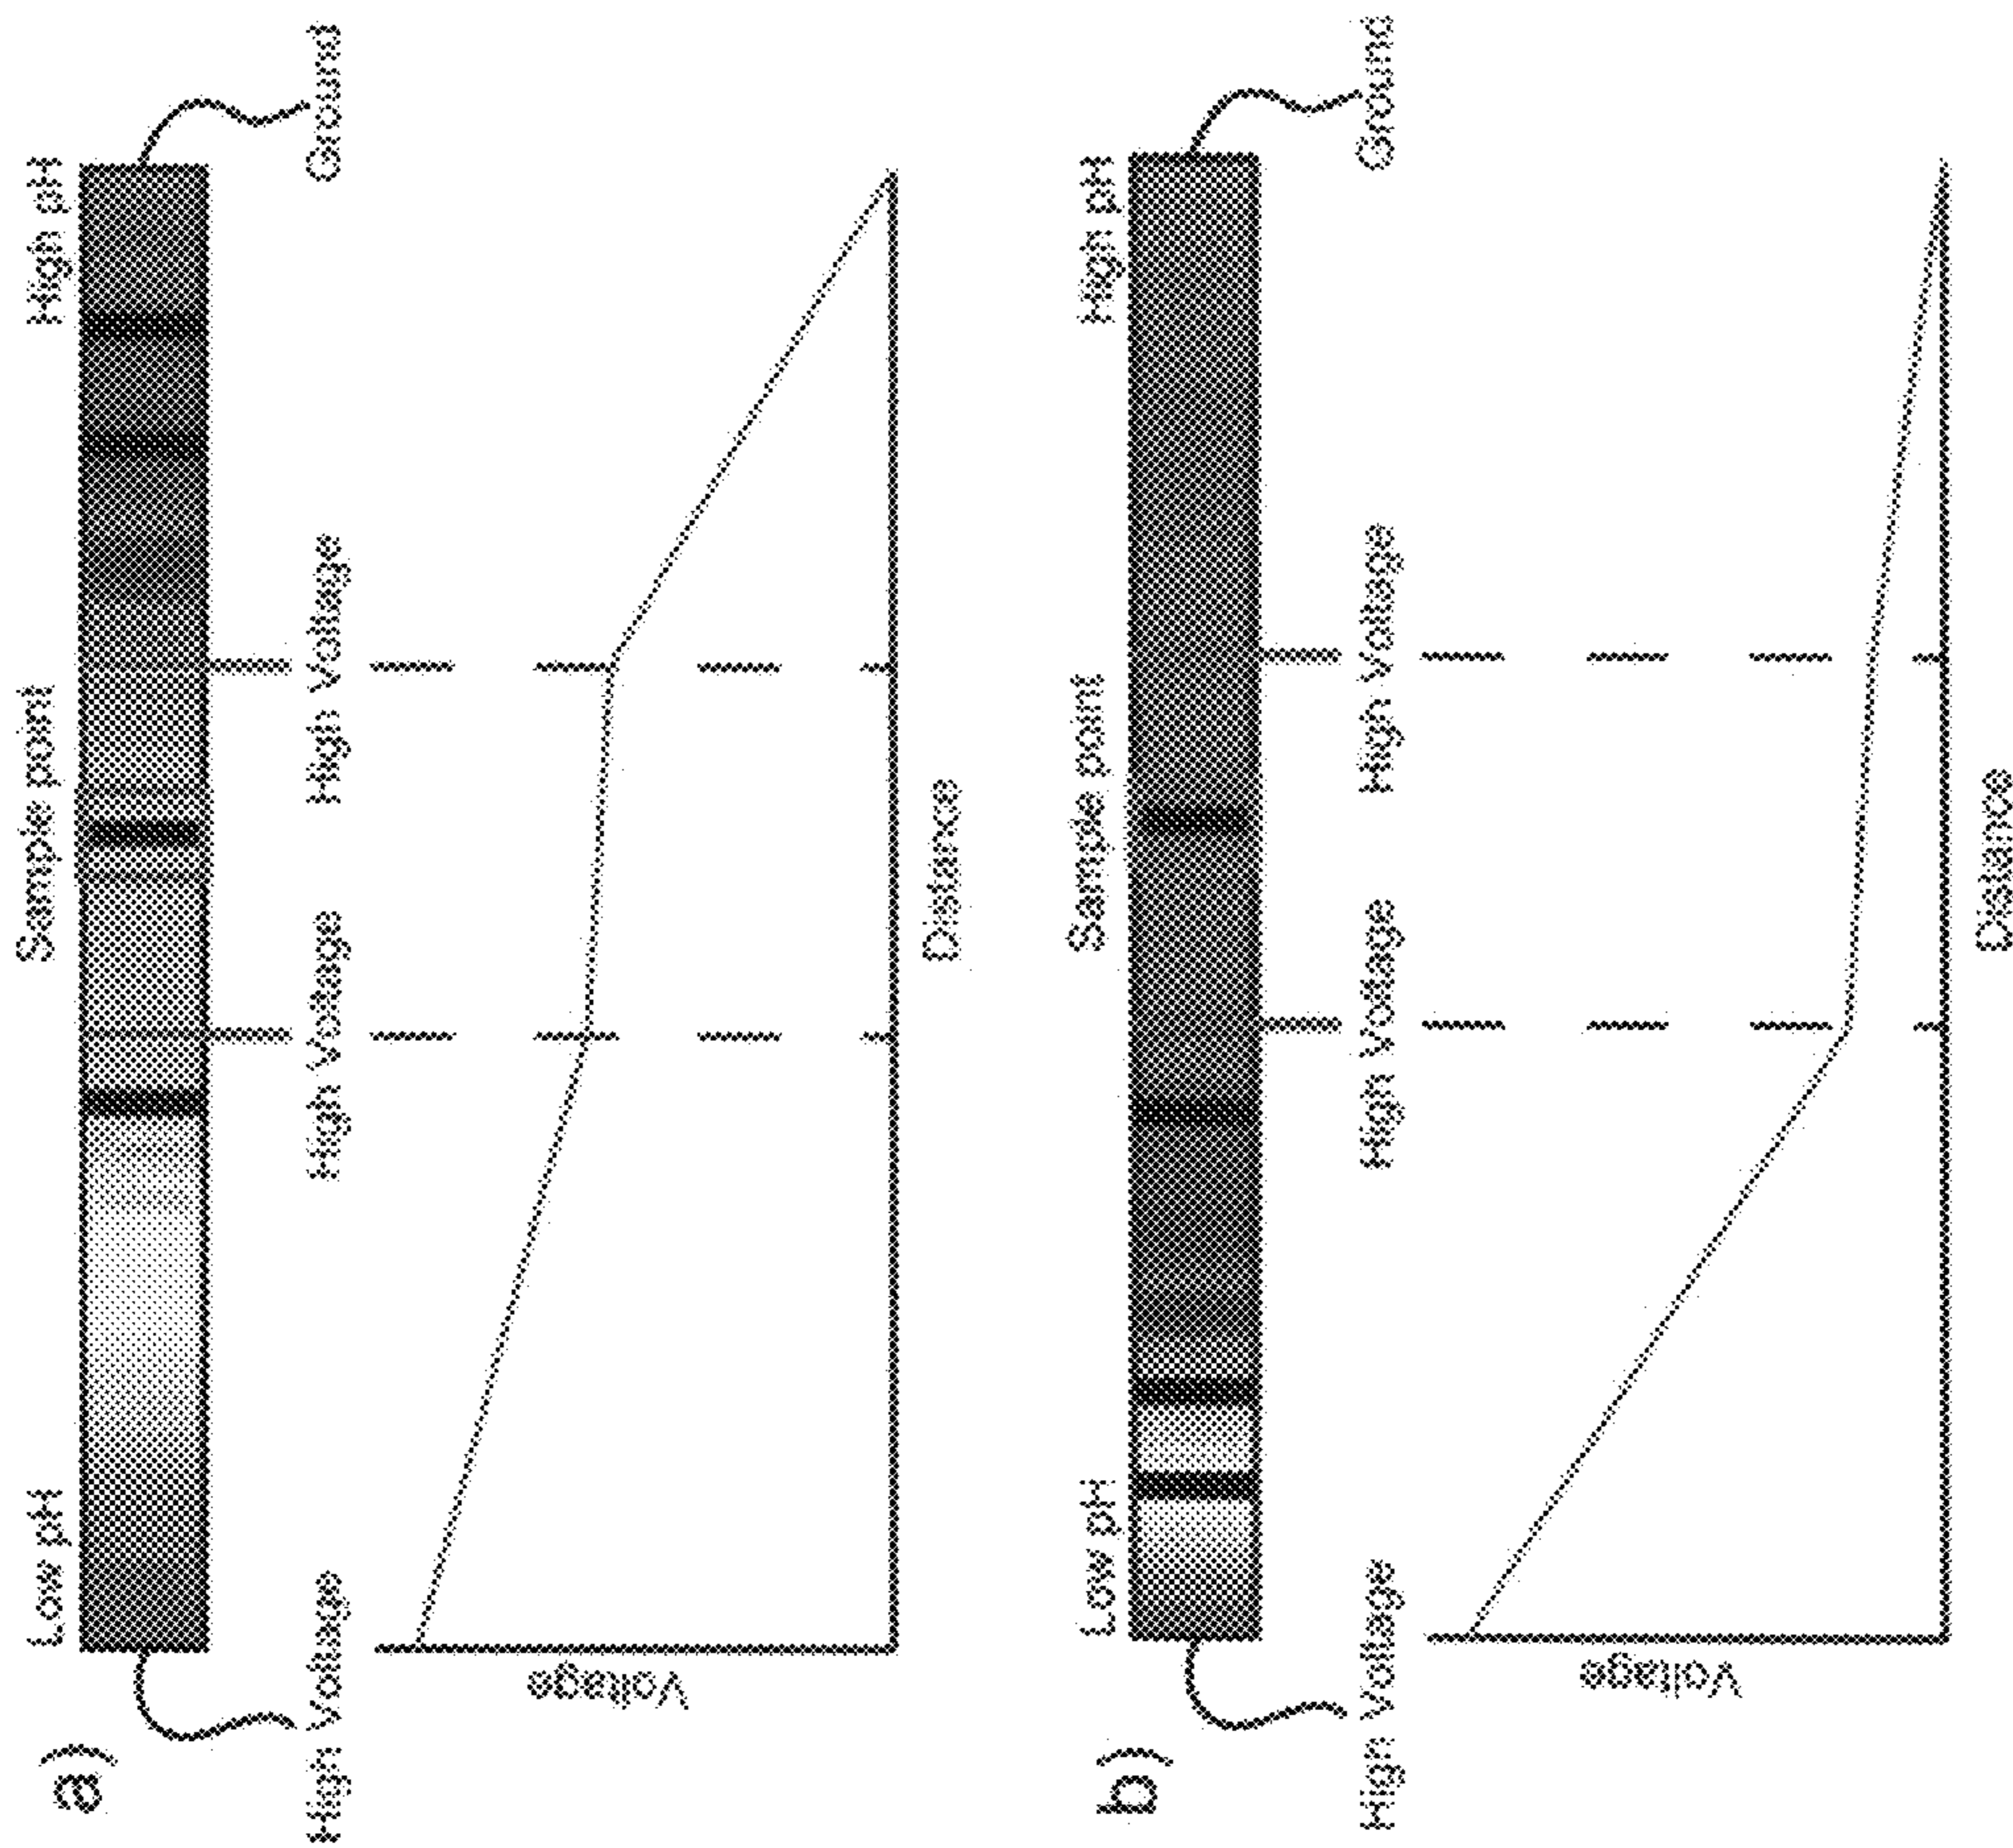 a)
Low pH
Sample point
High pH
High Voltage
High Voltage
High Voltage
Ground
Voltage
Distance
b)
Low pH
Sample point
High pH
High Voltage
High Voltage
High Voltage
Ground
Voltage
Distance